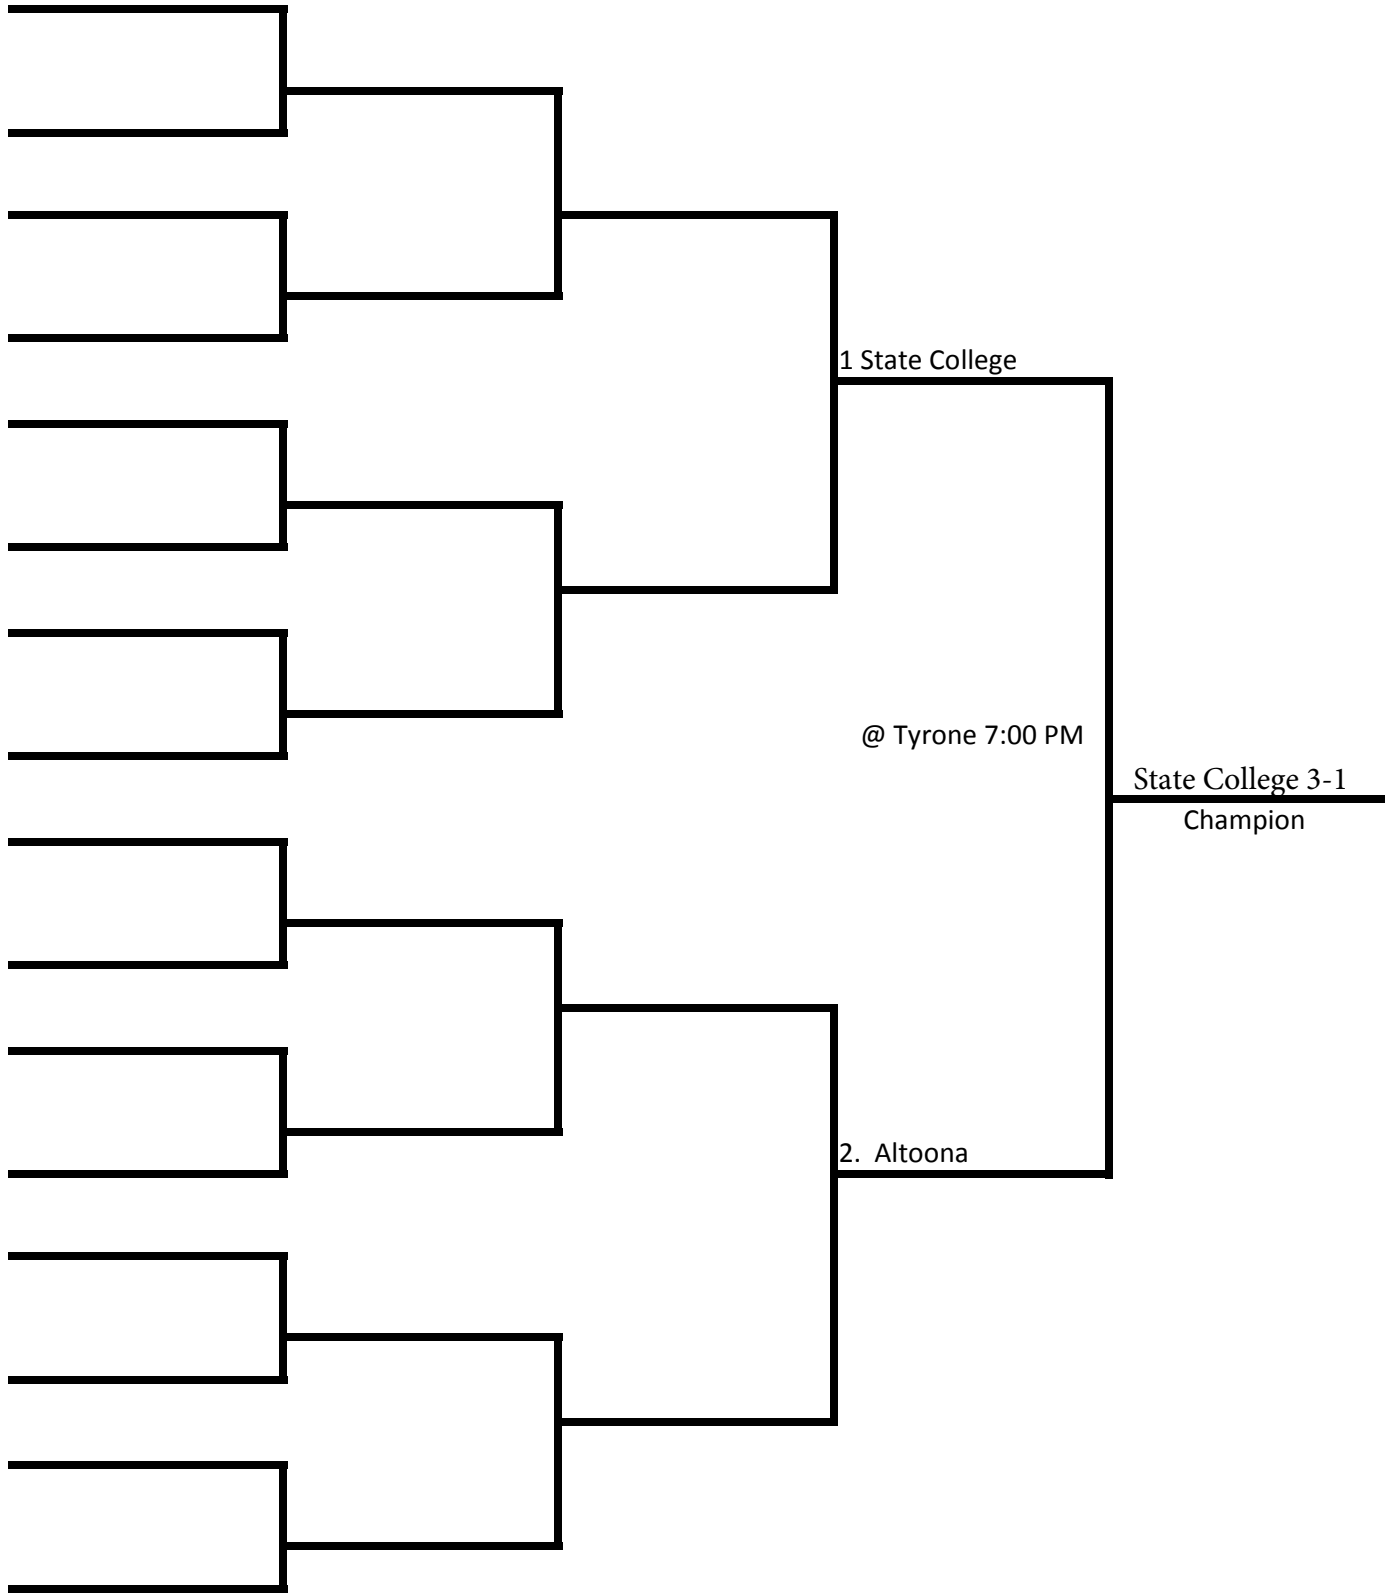 1 State College
@ Tyrone 7:00 PM
State College 3-1
Champion
2.  Altoona